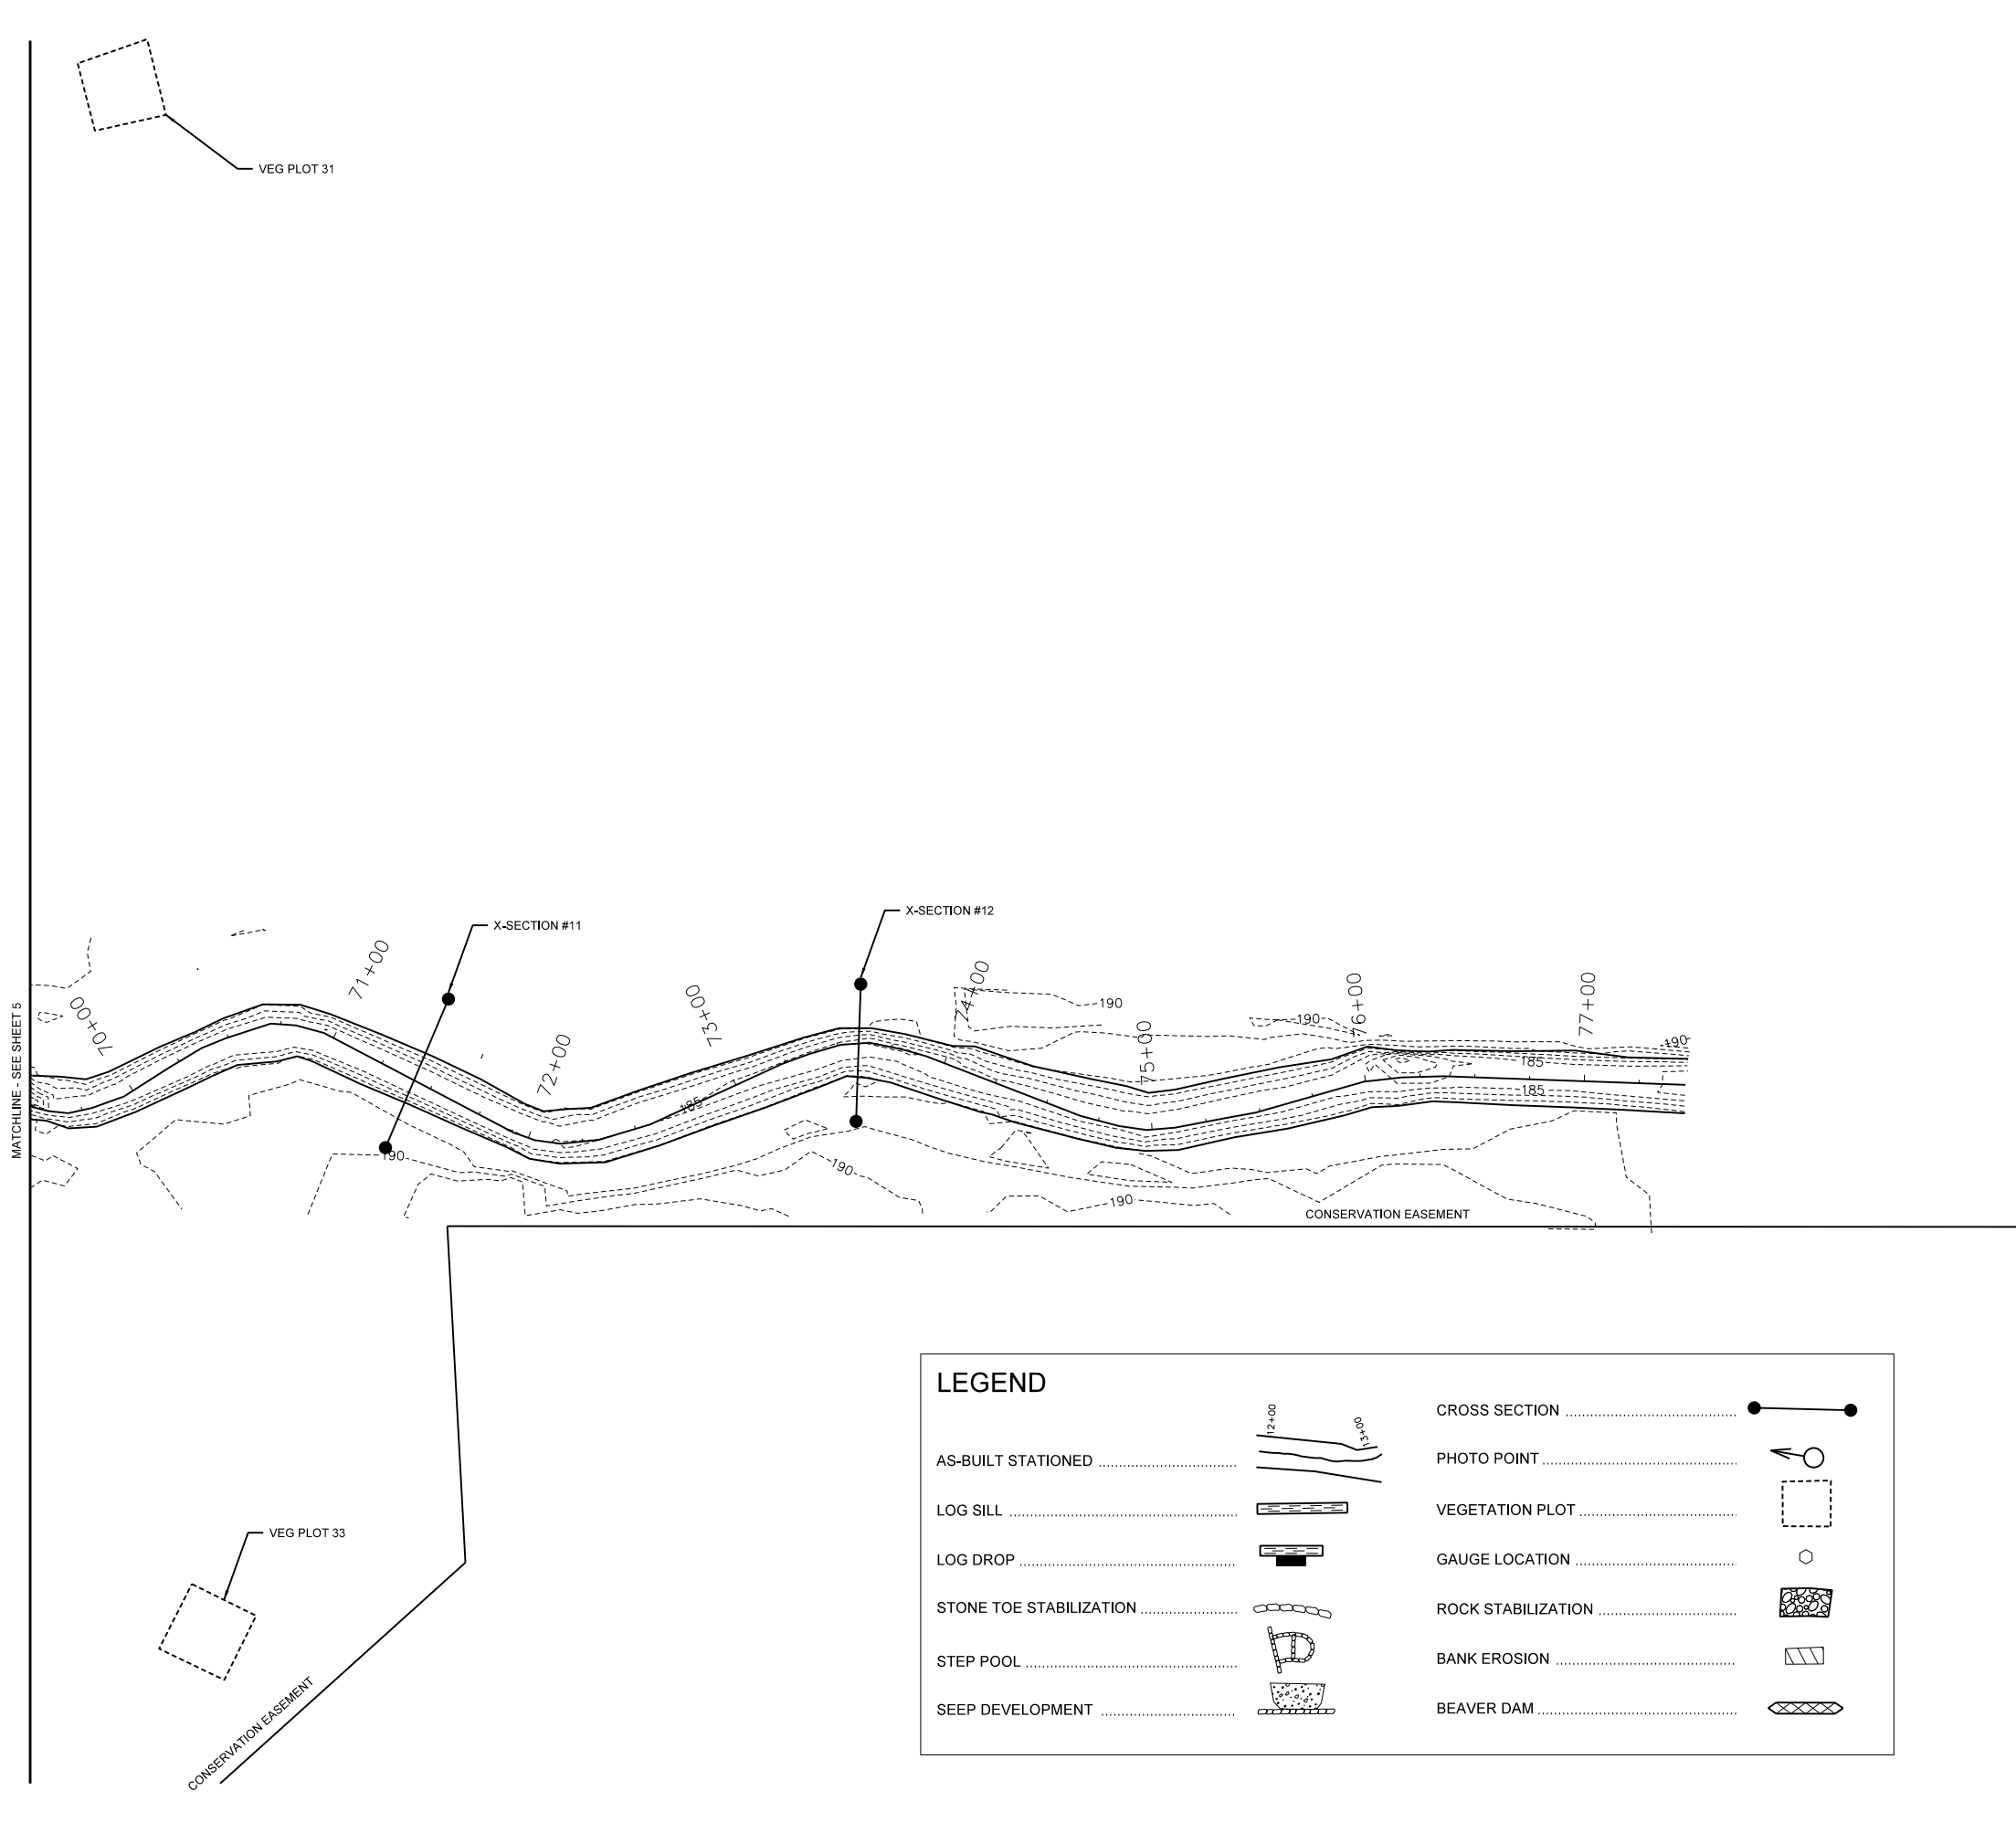 VEG PLOT 31
MATCHLINE - SEE SHEET 5
X-SECTION #11
X-SECTION #12
70+00
71+00
72+00
73+00
74+00
75+00
76+00
77+00
190
190
190
185
185
185
190
190
190
CONSERVATION EASEMENT
VEG PLOT 33
CONSERVATION EASEMENT
LEGEND
AS-BUILT STATIONED
12+00
13+00
LOG SILL
LOG DROP
STONE TOE STABILIZATION
STEP POOL
SEEP DEVELOPMENT
CROSS SECTION
PHOTO POINT
VEGETATION PLOT
GAUGE LOCATION
ROCK STABILIZATION
BANK EROSION
BEAVER DAM